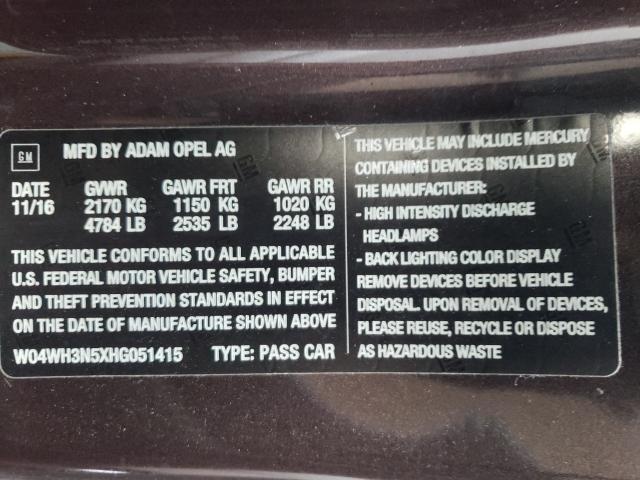 GM
MFD BY ADAM OPEL AG
DATE GVWR GAWR FRT GAWR RR
11/16 2170 KG 1150 KG 1020 KG
4784 LB 2535 LB 2248 LB
THIS VEHICLE CONFORMS TO ALL APPLICABLE
U.S. FEDERAL MOTOR VEHICLE SAFETY, BUMPER
AND THEFT PREVENTION STANDARDS IN EFFECT
ON THE DATE OF MANUFACTURE SHOWN ABOVE
W04WH3N5XHG051415 TYPE: PASS CAR
THIS VEHICLE MAY INCLUDE MERCURY
CONTAINING DEVICES INSTALLED BY
THE MANUFACTURER:
- HIGH INTENSITY DISCHARGE
HEADLAMPS
- BACK LIGHTING COLOR DISPLAY
REMOVE DEVICES BEFORE VEHICLE
DISPOSAL. UPON REMOVAL OF DEVICES,
PLEASE REUSE, RECYCLE OR DISPOSE
AS HAZARDOUS WASTE